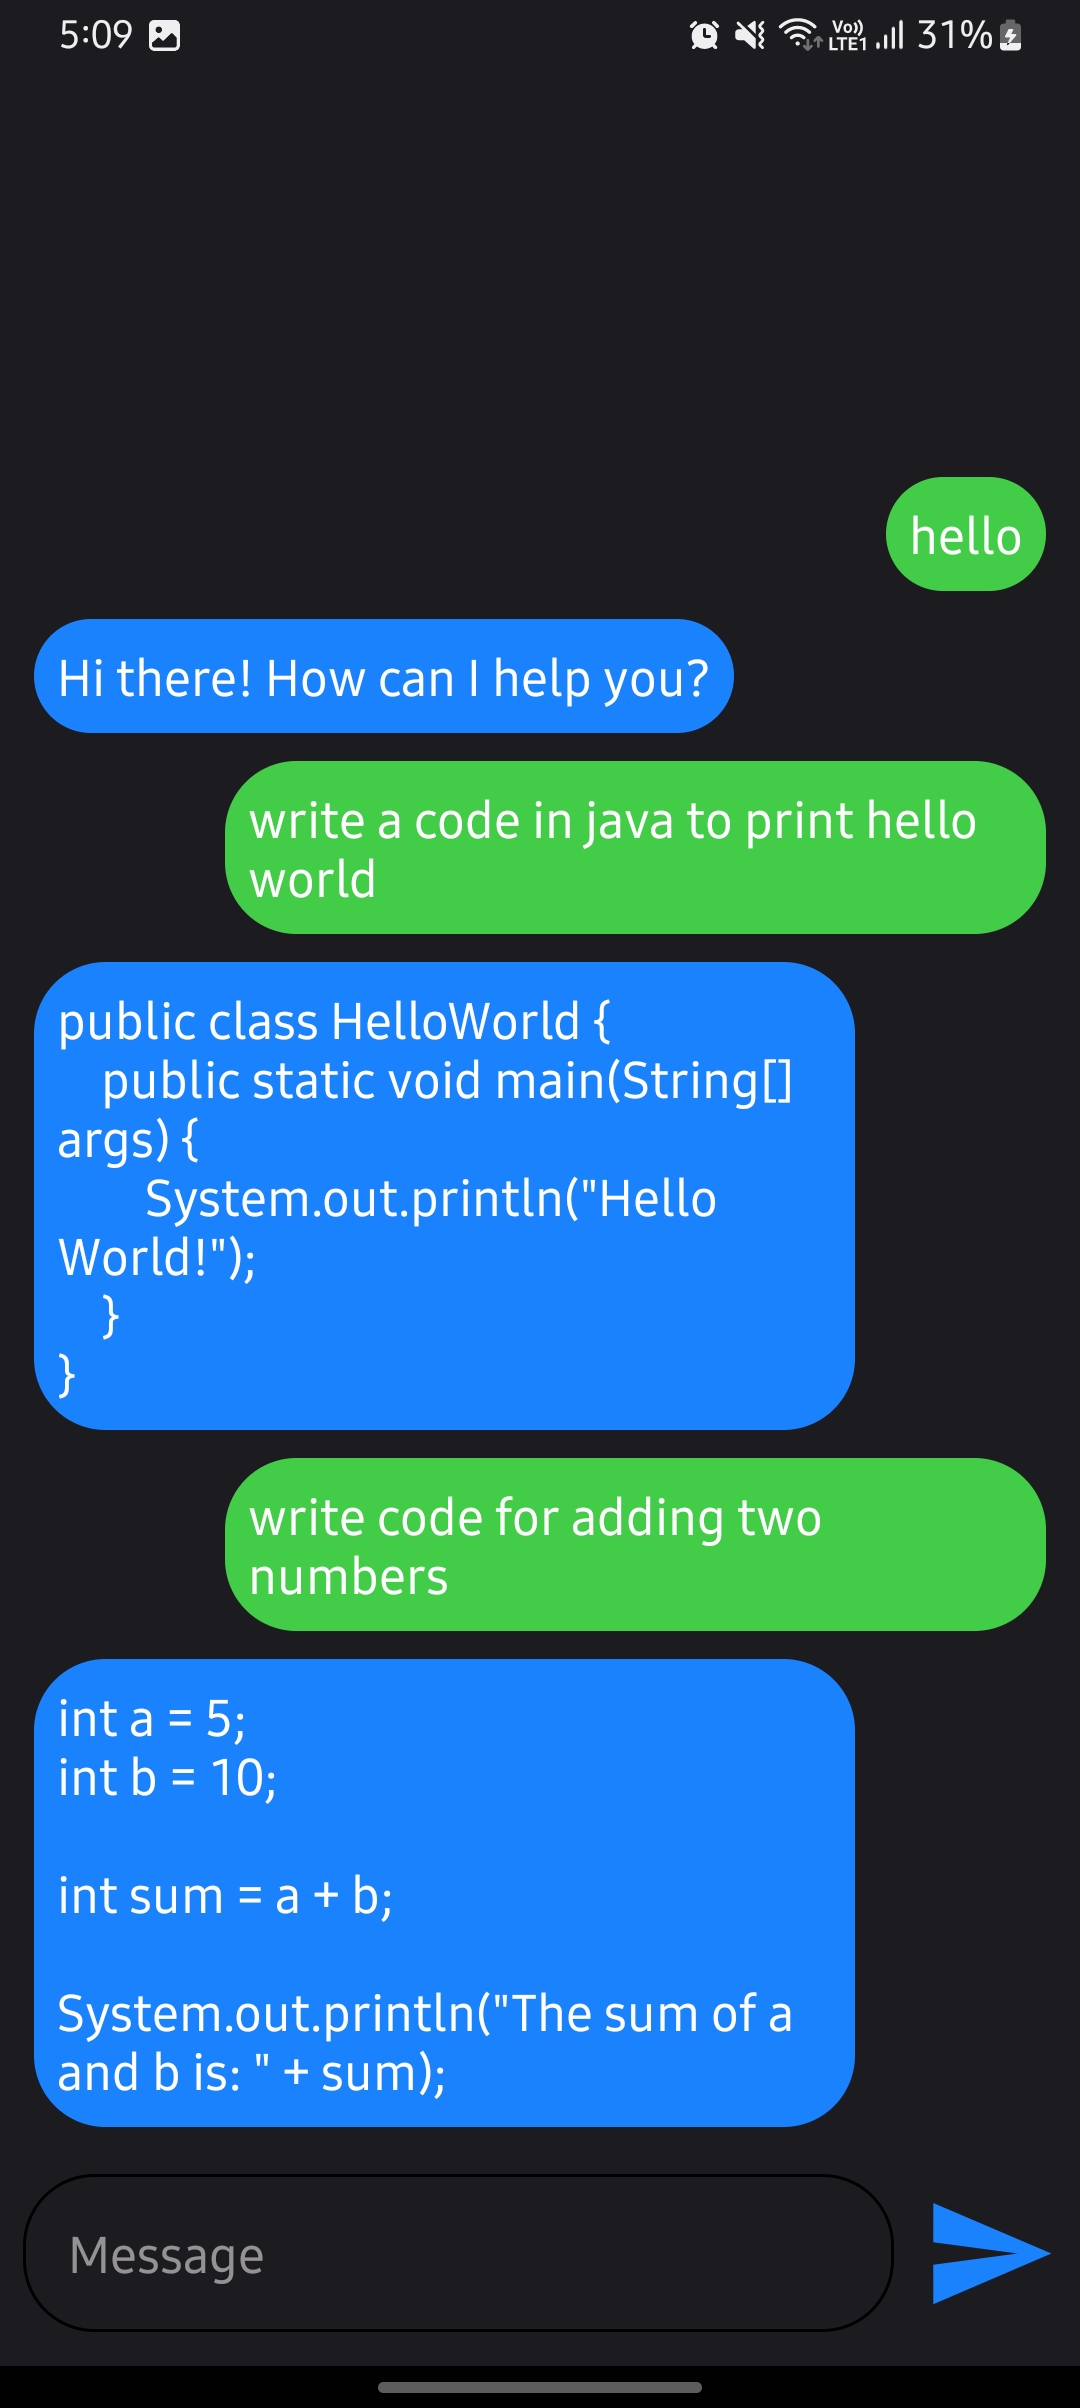 5:09 Vo)) LTE1 31%
hello
Hi there! How can I help you?
write a code in java to print hello
world
public class HelloWorld {
    public static void main(String[]
args) {
        System.out.println("Hello
World!");
    }
}
write code for adding two
numbers
int a = 5;
int b = 10;
int sum = a + b;
System.out.println("The sum of a
and b is: " + sum);
Message